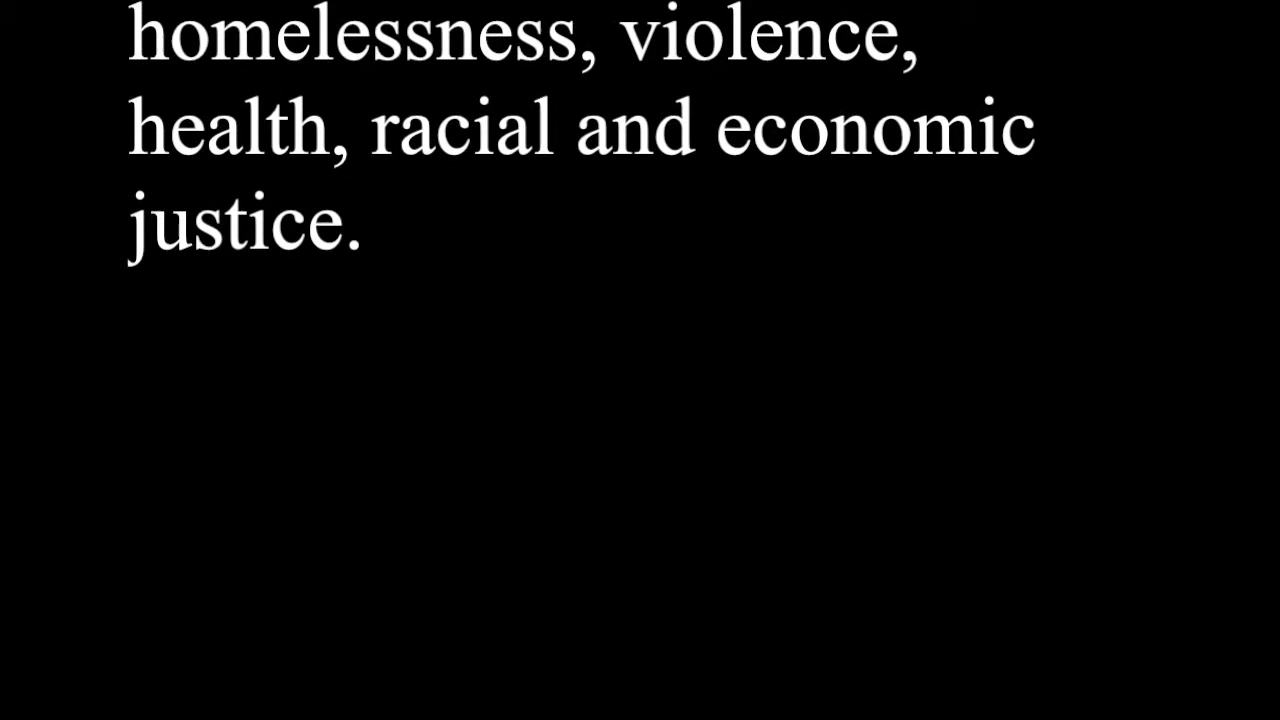 homelessness, violence,
health, racial and economic
justice.